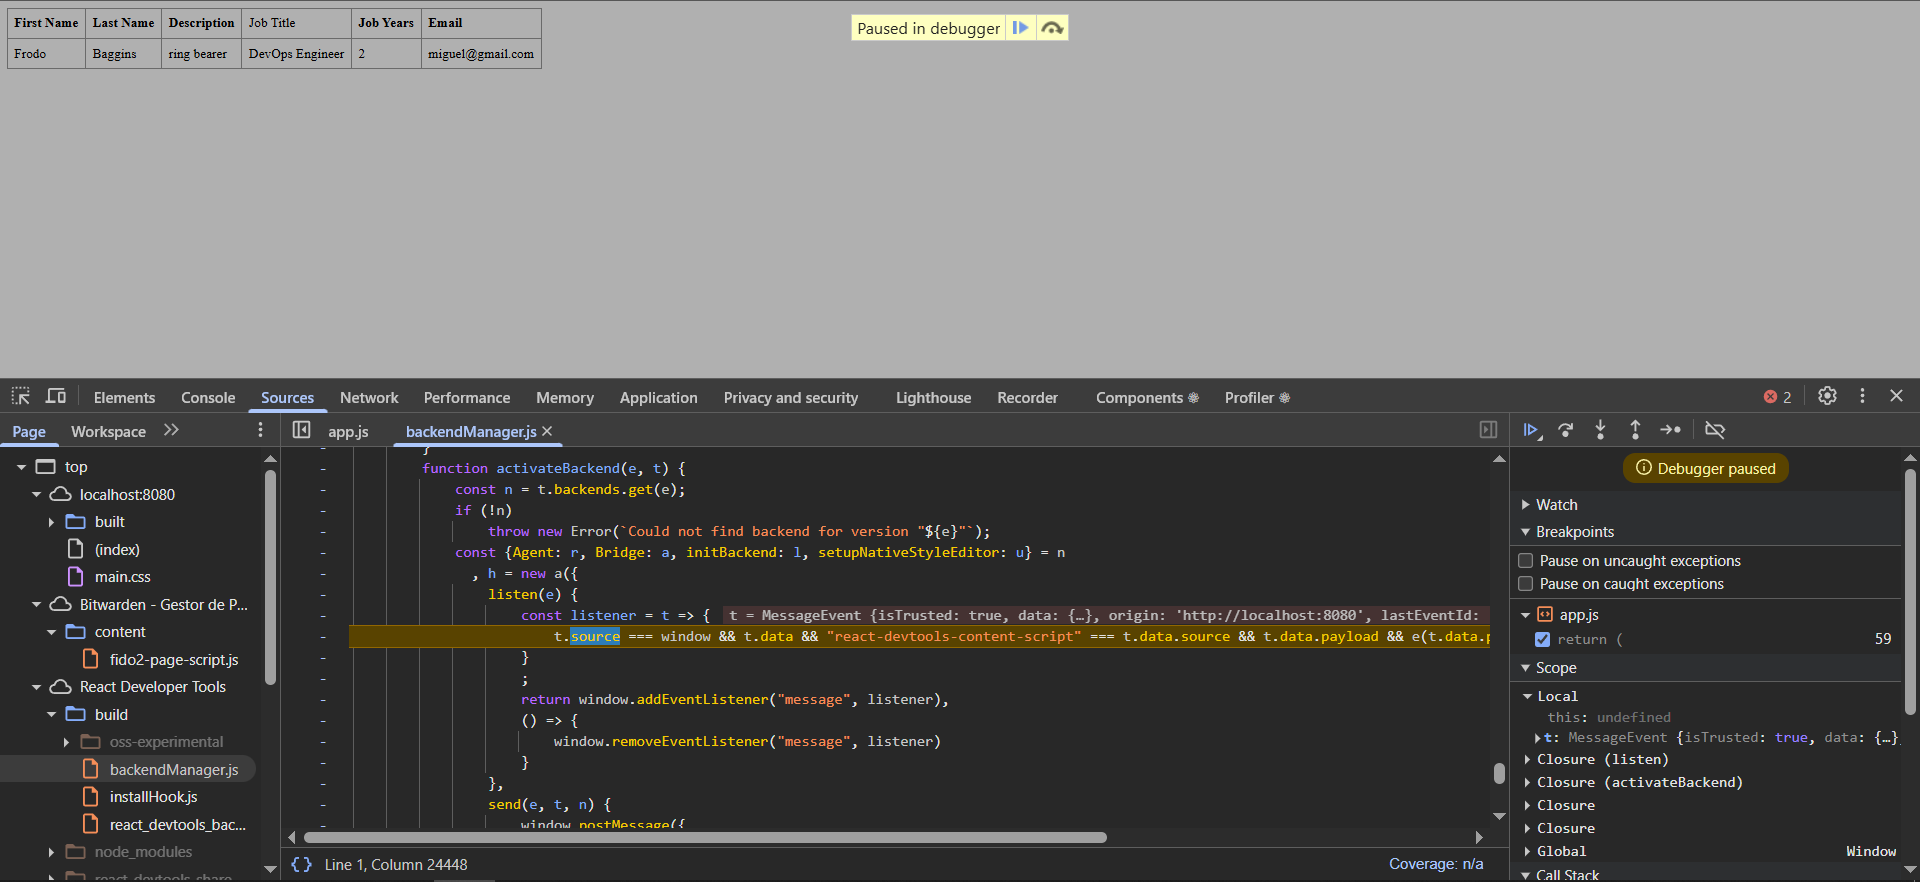 First Name Last Name Description Job Title Job Years Email
Frodo Baggins ring bearer DevOps Engineer 2 miguel@gmail.com
Paused in debugger
Elements Console Sources Network Performance Memory Application Privacy and security Lighthouse Recorder Components Profiler 2
Page Workspace
app.js backendManager.js
top
localhost:8080
built
(index)
main.css
Bitwarden - Gestor de P...
content
fido2-page-script.js
React Developer Tools
build
oss-experimental
backendManager.js
installHook.js
react_devtools_bac...
node_modules
react_devtools_share
}
function activateBackend(e, t) {
const n = t.backends.get(e);
if (!n)
throw new Error(`Could not find backend for version "${e}"`);
const {Agent: r, Bridge: a, initBackend: l, setupNativeStyleEditor: u} = n
, h = new a({
listen(e) {
const listener = t => { t = MessageEvent {isTrusted: true, data: {…}, origin: 'http://localhost:8080', lastEventId:
t.source === window && t.data && "react-devtools-content-script" === t.data.source && t.data.payload && e(t.data.p
}
;
return window.addEventListener("message", listener),
() => {
window.removeEventListener("message", listener)
}
},
send(e, t, n) {
window.postMessage({
{ } Line 1, Column 24448
Coverage: n/a
Debugger paused
Watch
Breakpoints
Pause on uncaught exceptions
Pause on caught exceptions
app.js
return ( 59
Scope
Local
this: undefined
t: MessageEvent {isTrusted: true, data: {…},
Closure (listen)
Closure (activateBackend)
Closure
Closure
Global Window
Call Stack